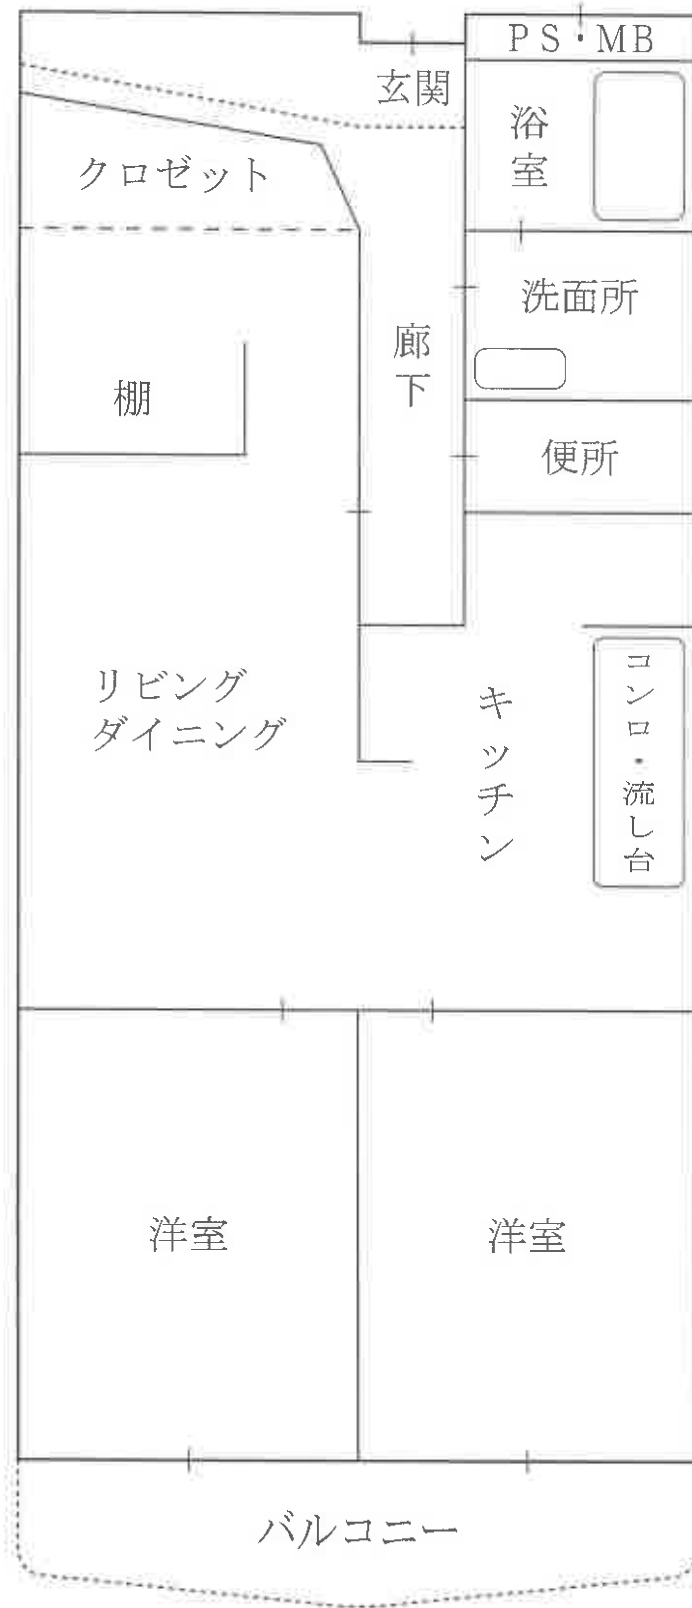 PS・MB
玄関
浴室
クロゼット
洗面所
廊下
棚
便所
リビング
ダイニング
キッチン
コンロ・流し台
洋室
洋室
バルコニー